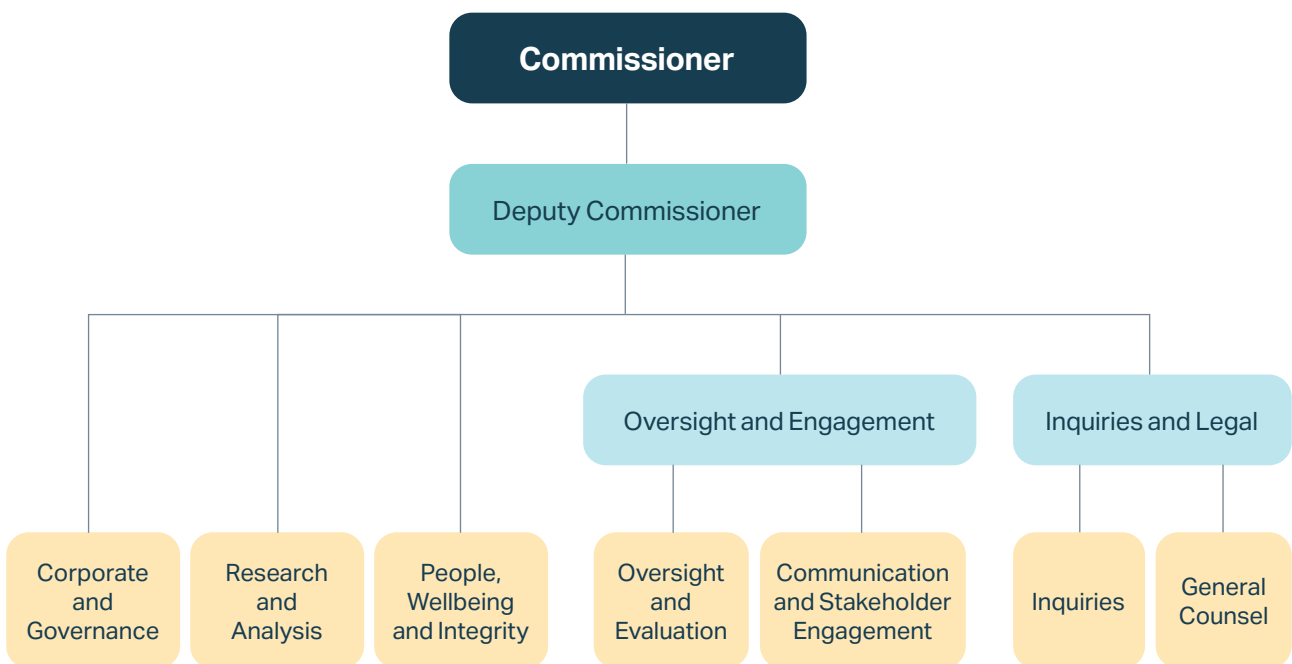 Commissioner
Deputy Commissioner
Oversight and Engagement
Inquiries and Legal
Corporate
and
Governance
Research
and
Analysis
People,
Wellbeing
and Integrity
Oversight
and
Evaluation
Communication
and Stakeholder
Engagement
Inquiries
General
Counsel